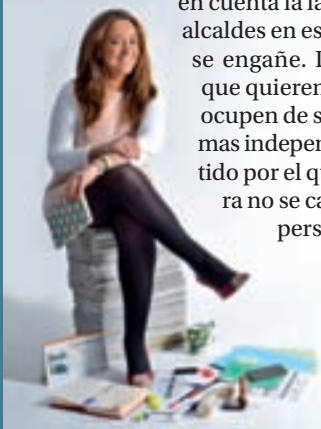 en cuenta la la
alcaldes en es
se engañe. I
que quieren
ocupen de s
mas indepen
tido por el q
ra no se ca
pers